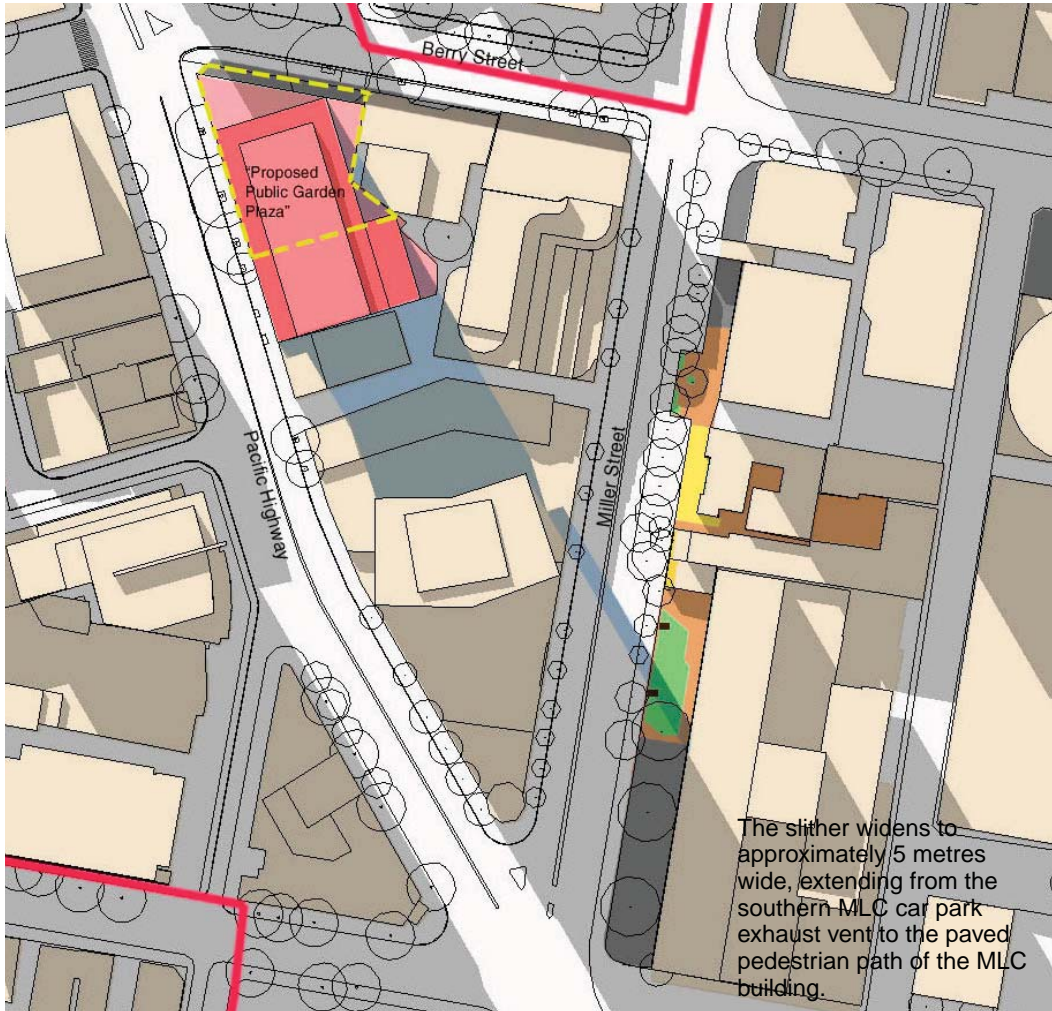 Berry Street
"Proposed
Public Garden
Plaza"
Pacific Highway
Miller Street
The slither widens to
approximately 5 metres
wide, extending from the
southern MLC car park
exhaust vent to the paved
pedestrian path of the MLC
building.